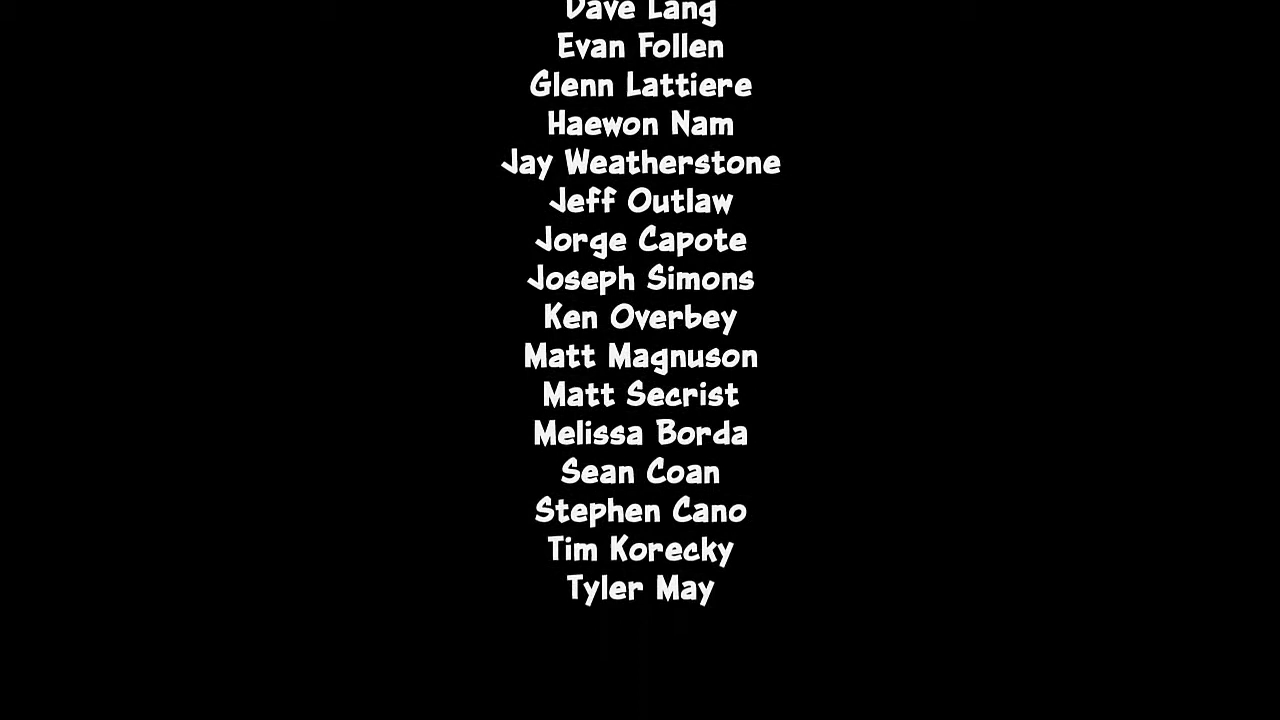 Dave Lang
Evan Follen
Glenn Lattiere
Haewon Nam
Jay Weatherstone
Jeff Outlaw
Jorge Capote
Joseph Simons
Ken Overbey
Matt Magnuson
Matt Secrist
Melissa Borda
Sean Coan
Stephen Cano
Tim Korecky
Tyler May